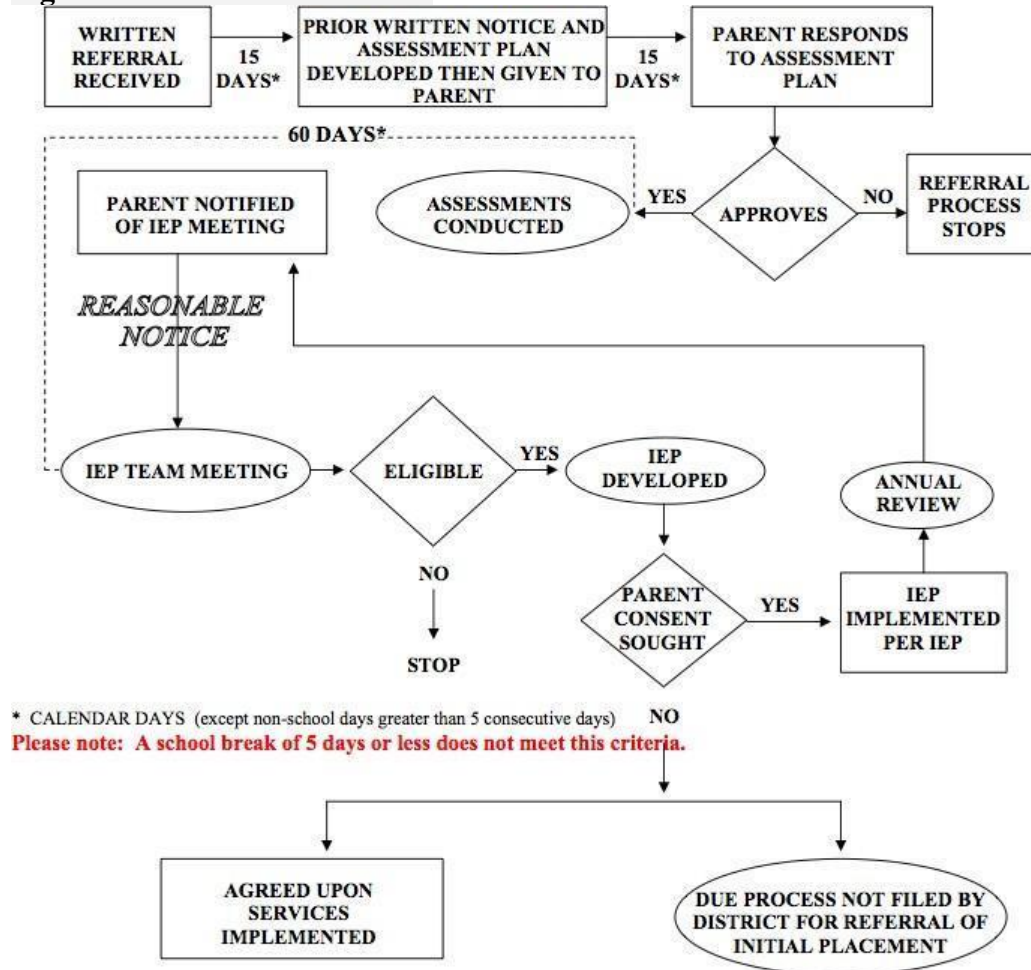 WRITTEN
REFERRAL
RECEIVED
15
DAYS*
PRIOR WRITTEN NOTICE AND
ASSESSMENT PLAN
DEVELOPED THEN GIVEN TO
PARENT
15
DAYS*
PARENT RESPONDS
TO ASSESSMENT
PLAN
60 DAYS*
PARENT NOTIFIED
OF IEP MEETING
ASSESSMENTS
CONDUCTED
YES
APPROVES
NO
REFERRAL
PROCESS
STOPS
REASONABLE
NOTICE
IEP TEAM MEETING
ELIGIBLE
YES
IEP
DEVELOPED
ANNUAL
REVIEW
NO
STOP
PARENT
CONSENT
SOUGHT
YES
IEP
IMPLEMENTED
PER IEP
* CALENDAR DAYS (except non-school days greater than 5 consecutive days)
NO
Please note: A school break of 5 days or less does not meet this criteria.
AGREED UPON
SERVICES
IMPLEMENTED
DUE PROCESS NOT FILED BY
DISTRICT FOR REFERRAL OF
INITIAL PLACEMENT